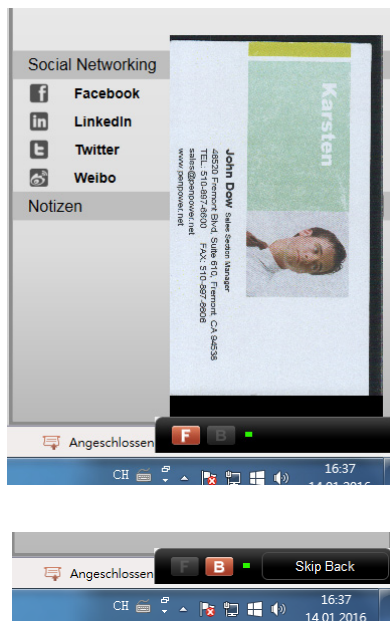 Social Networking
Facebook
LinkedIn
Twitter
Weibo
Notizen
Karsten
John Dow Sales Section Manager
46520 Fremont Blvd, Suite 610, Fremont, CA 94538
TEL: 510-897-6600 FAX: 510-897-6606
sales@penpower.net
www.penpower.net
Angeschlossen
F B
CH 16:37
14.01.2016
Angeschlossen
F B Skip Back
CH 16:37
14.01.2016